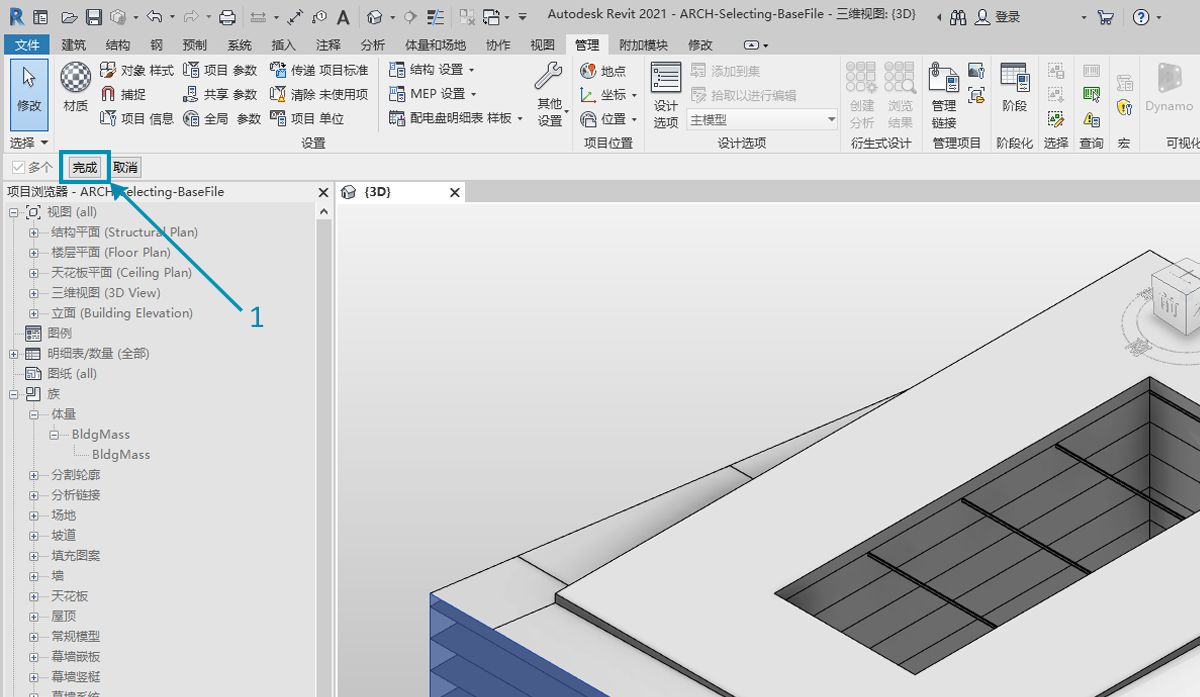 Autodesk Revit 2021 - ARCH-Selecting-BaseFile - 三维视图: {3D} 登录
文件 建筑 结构 钢 预制 系统 插入 注释 分析 体量和场地 协作 视图 管理 附加模块 修改
修改
选择
材质
对象 样式 项目 参数 传递 项目标准
捕捉 共享 参数 清除 未使用项
项目 信息 全局 参数 项目 单位
结构 设置
MEP 设置
配电盘明细表 样板
其他 设置
设置
地点
坐标
位置
项目位置
设计 选项
添加到集
拾取以进行编辑
主模型
设计选项
创建 分析
浏览 结果
衍生式设计
管理 链接
管理项目
阶段
阶段化
选择
查询
宏
Dynamo
可视化
多个 完成 取消
项目浏览器 - ARCH-Selecting-BaseFile
{3D}
视图 (all)
结构平面 (Structural Plan)
楼层平面 (Floor Plan)
天花板平面 (Ceiling Plan)
三维视图 (3D View)
立面 (Building Elevation)
1
图例
明细表/数量 (全部)
图纸 (all)
族
体量
BldgMass
BldgMass
分割轮廓
分析链接
场地
坡道
填充图案
墙
天花板
屋顶
常规模型
幕墙嵌板
幕墙竖梃
幕墙系统